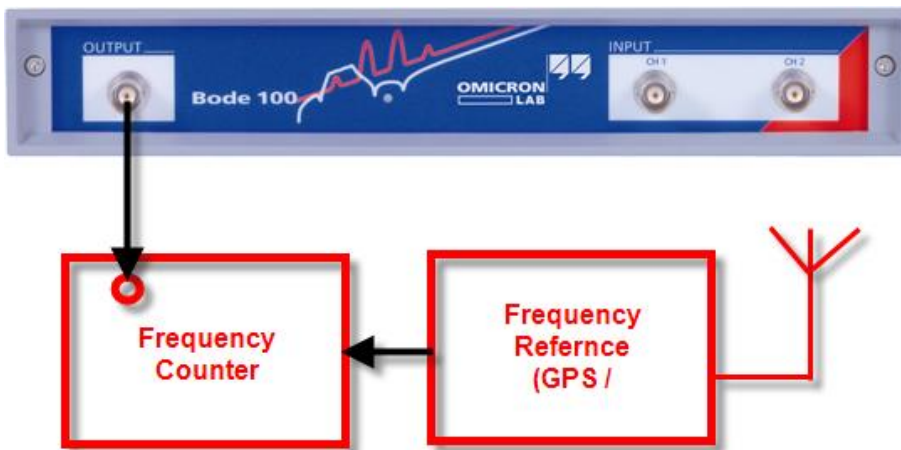 OUTPUT
Bode 100
OMICRON
LAB
INPUT
CH 1
CH 2
Frequency
Counter
Frequency
Refernce
(GPS /